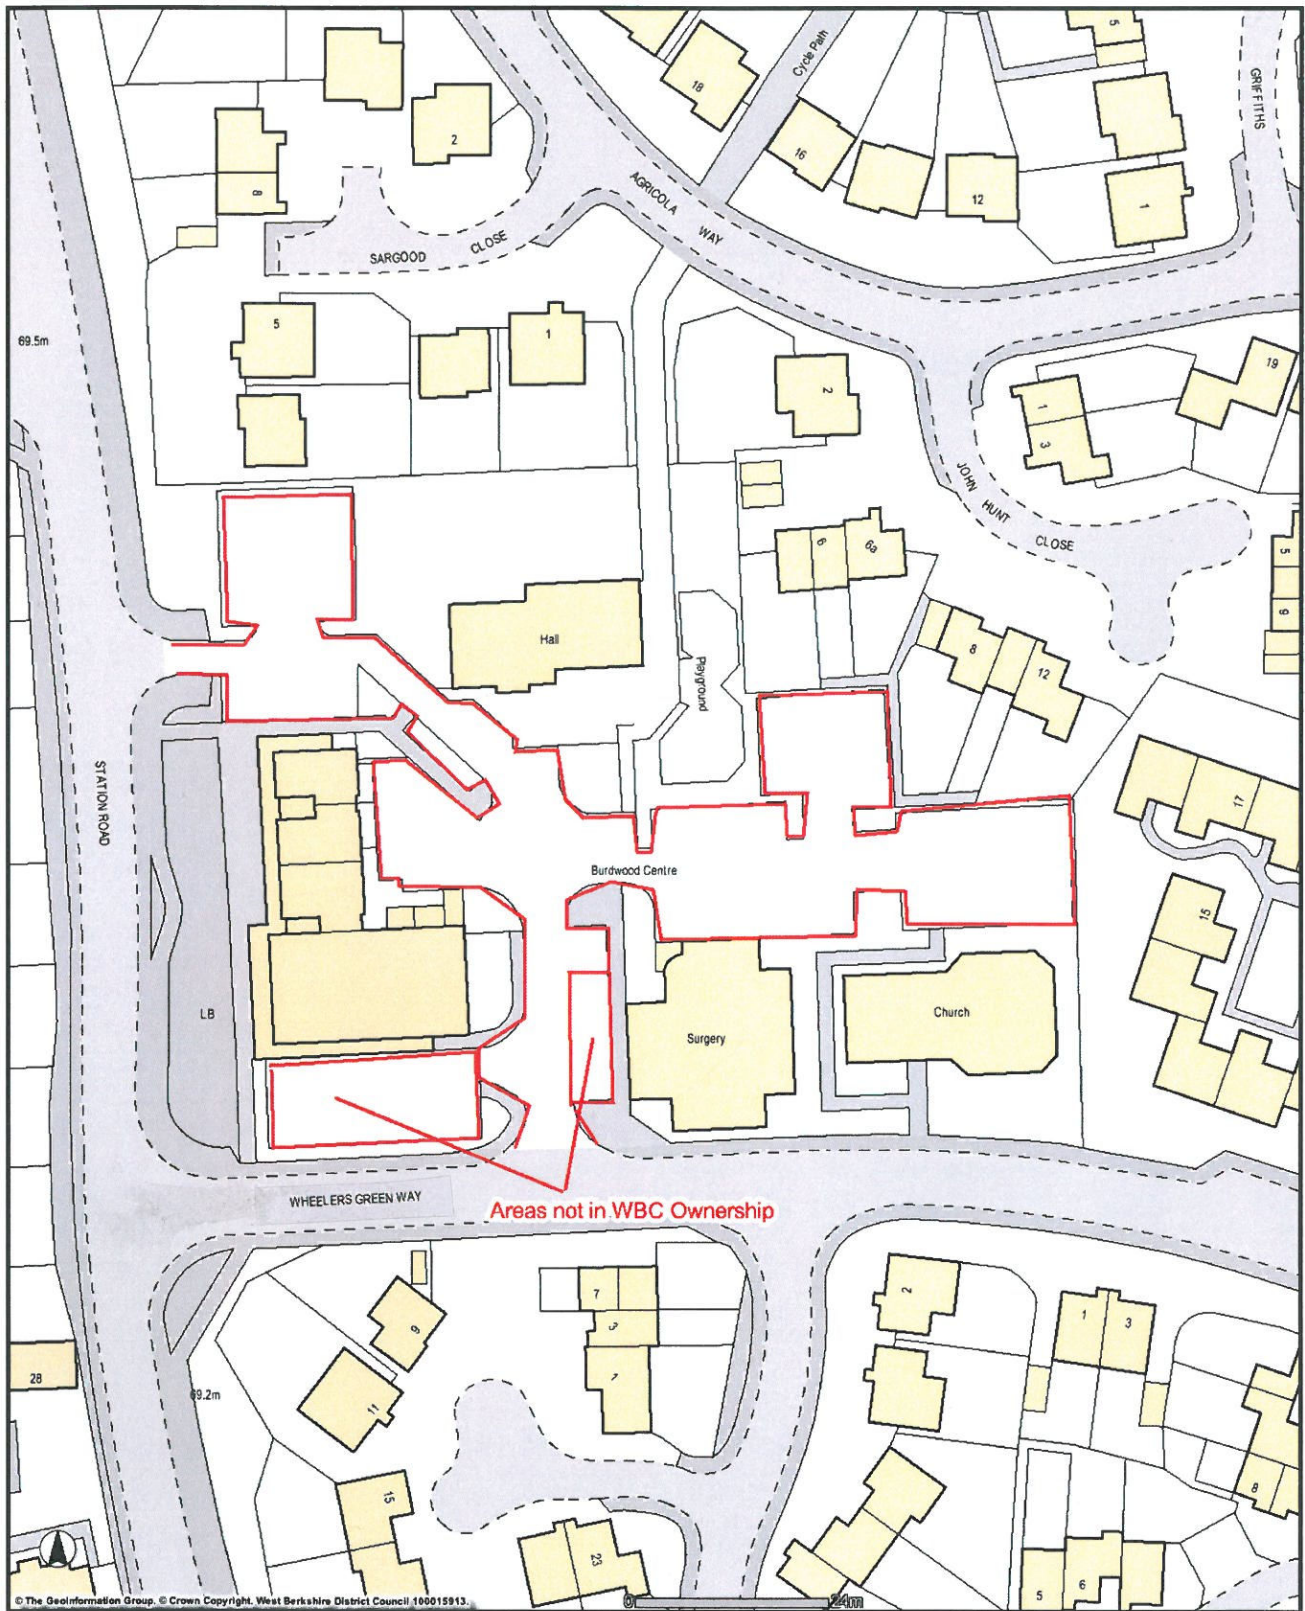 5
18
Cycle Path
GRIFFITHS
2
16
8
12
1
AGRICOLA
WAY
SARGOOD
CLOSE
5
1
69.5m
2
19
1
3
JOHN
HUNT
CLOSE
6
6a
5
9
Hall
8
12
Playground
STATION ROAD
17
Burdwood Centre
15
LB
Surgery
Church
WHEELERS GREEN WAY
Areas not in WBC Ownership
7
2
1
3
9
28
69.2m
11
15
23
8
5
6
© The GeoInformation Group. © Crown Copyright. West Berkshire District Council 100015913.
0
24m